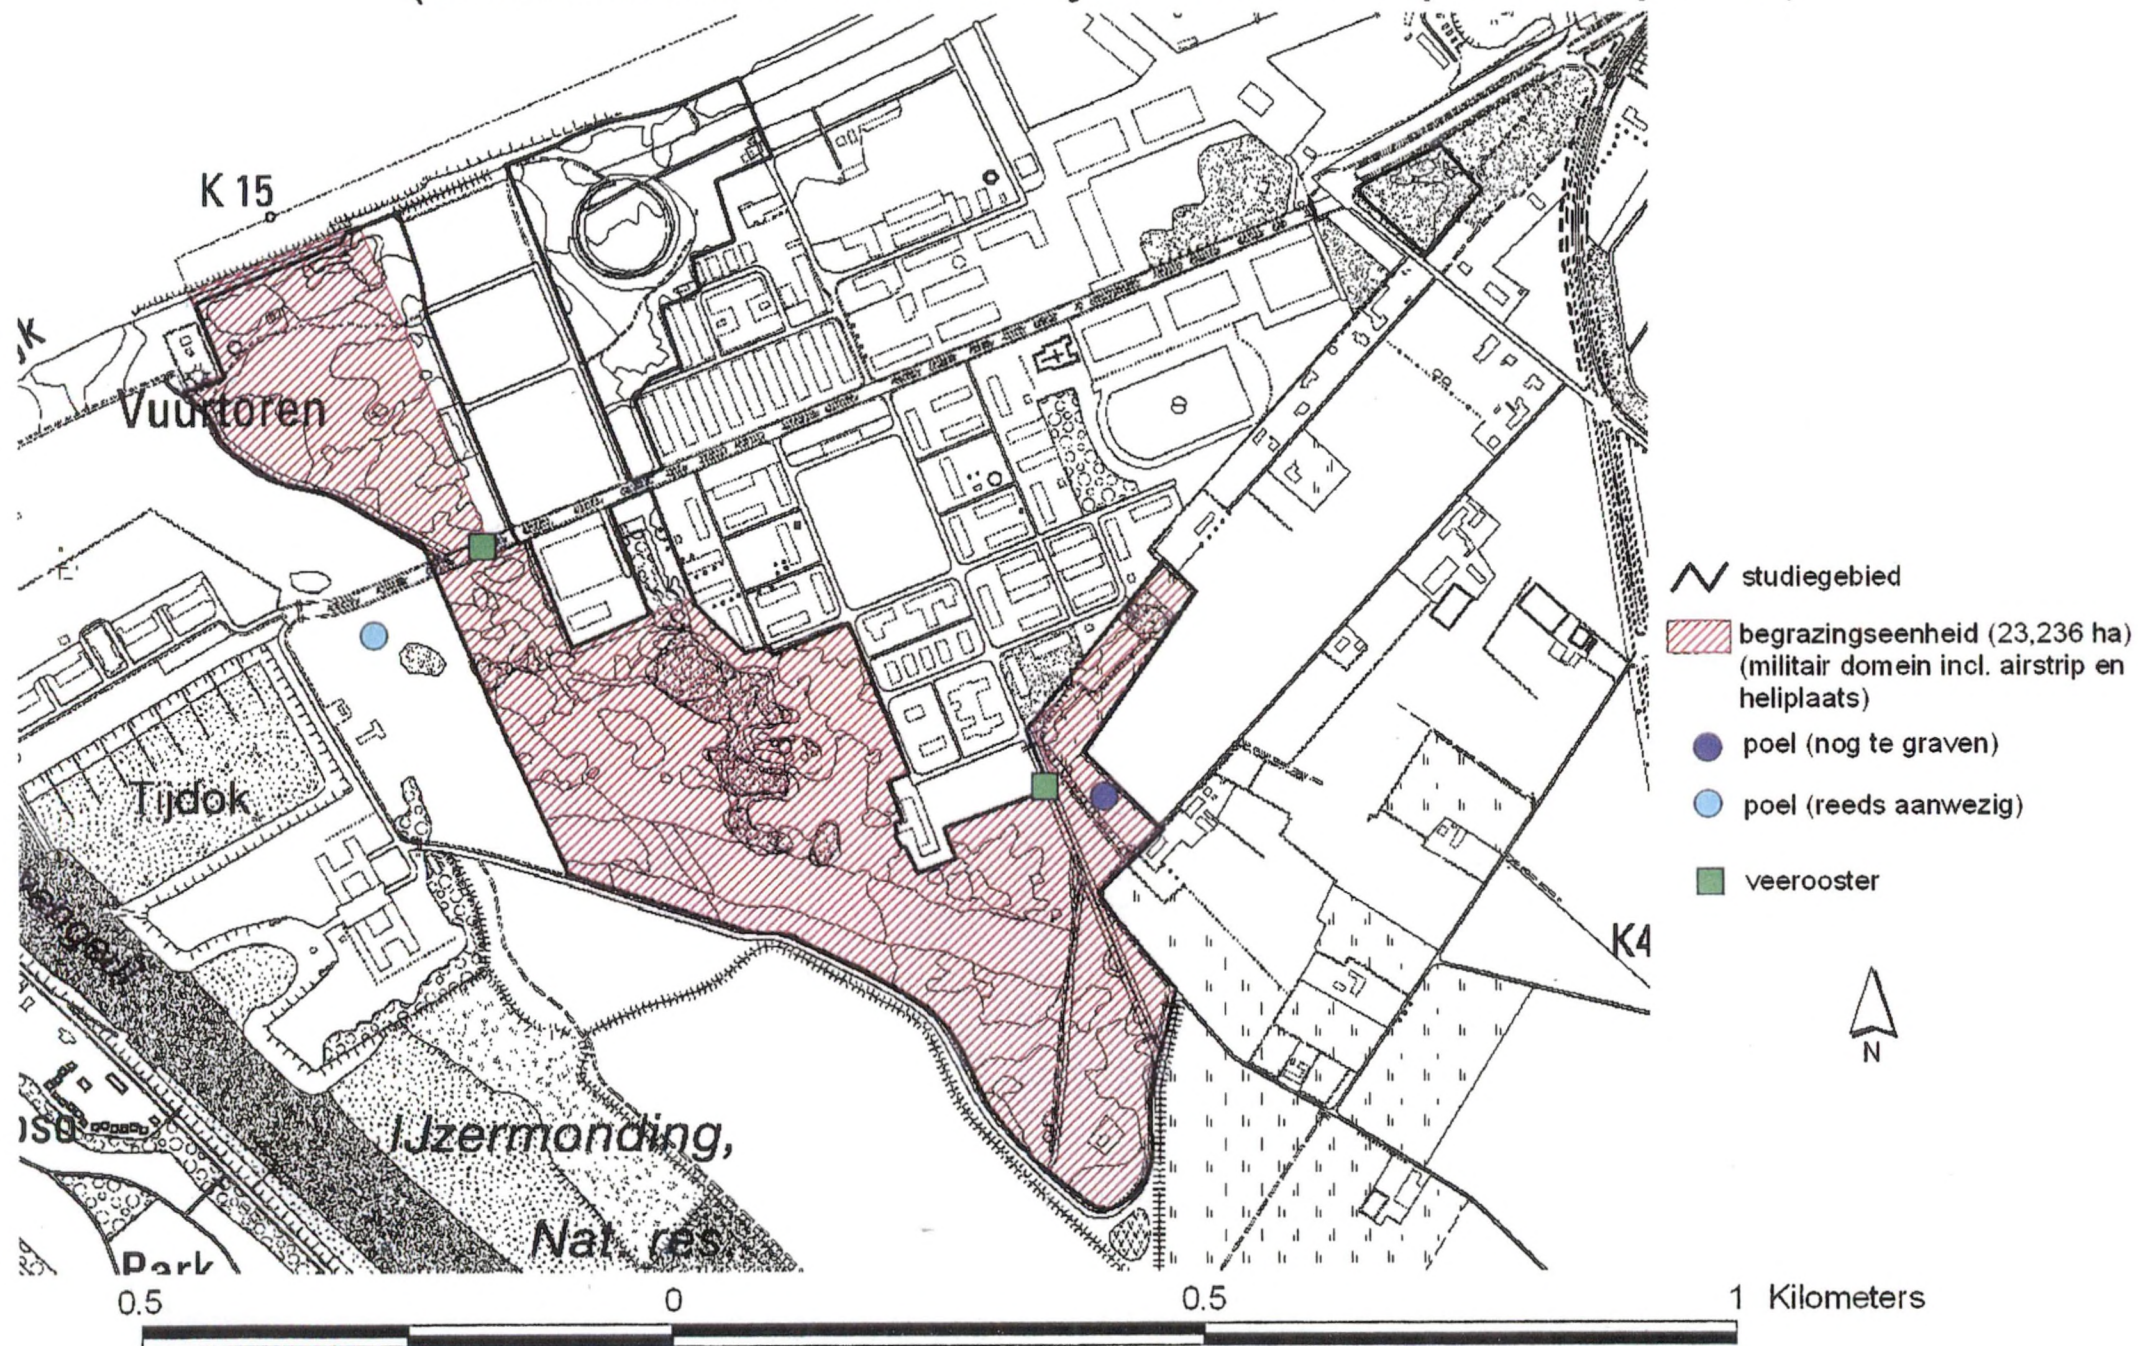 K 15
Vuurtoren
Tijdok
IJzermonding,
Nat. res.
Park
K4
studiegebied
begrazingseenheid (23,236 ha)
(militair domein incl. airstrip en
heliplaats)
poel (nog te graven)
poel (reeds aanwezig)
veerooster
N
0.5 0 0.5 1 Kilometers